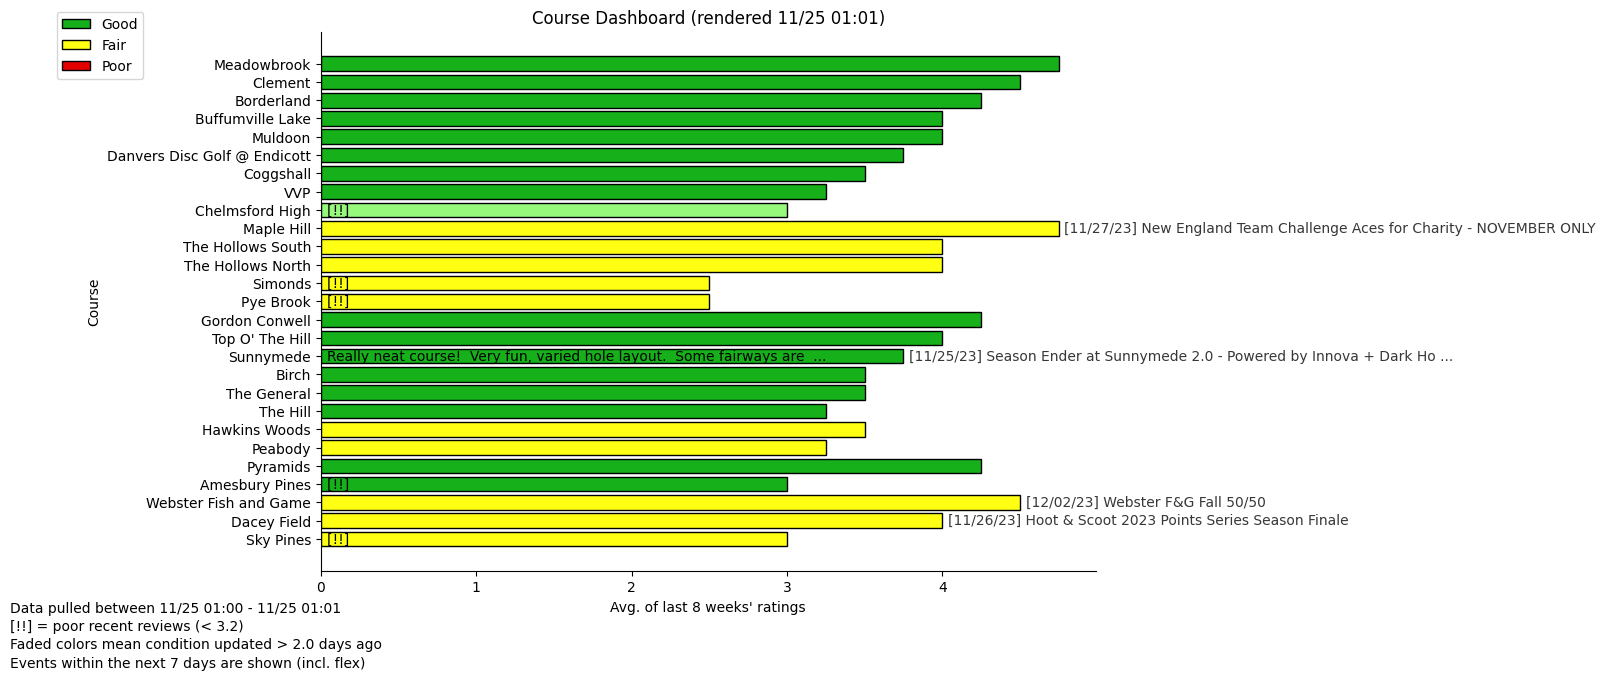 Good
Fair
Poor
Course Dashboard (rendered 11/25 01:01)
Course
Meadowbrook
Clement
Borderland
Buffumville Lake
Muldoon
Danvers Disc Golf @ Endicott
Coggshall
VVP
Chelmsford High [!!]
Maple Hill [11/27/23] New England Team Challenge Aces for Charity - NOVEMBER ONLY
The Hollows South
The Hollows North
Simonds [!!]
Pye Brook [!!]
Gordon Conwell
Top O' The Hill
Sunnymede Really neat course!  Very fun, varied hole layout.  Some fairways are  ... [11/25/23] Season Ender at Sunnymede 2.0 - Powered by Innova + Dark Ho ...
Birch
The General
The Hill
Hawkins Woods
Peabody
Pyramids
Amesbury Pines [!!]
Webster Fish and Game [12/02/23] Webster F&G Fall 50/50
Dacey Field [11/26/23] Hoot & Scoot 2023 Points Series Season Finale
Sky Pines [!!]
0 1 2 3 4
Avg. of last 8 weeks' ratings
Data pulled between 11/25 01:00 - 11/25 01:01
[!!] = poor recent reviews (< 3.2)
Faded colors mean condition updated > 2.0 days ago
Events within the next 7 days are shown (incl. flex)